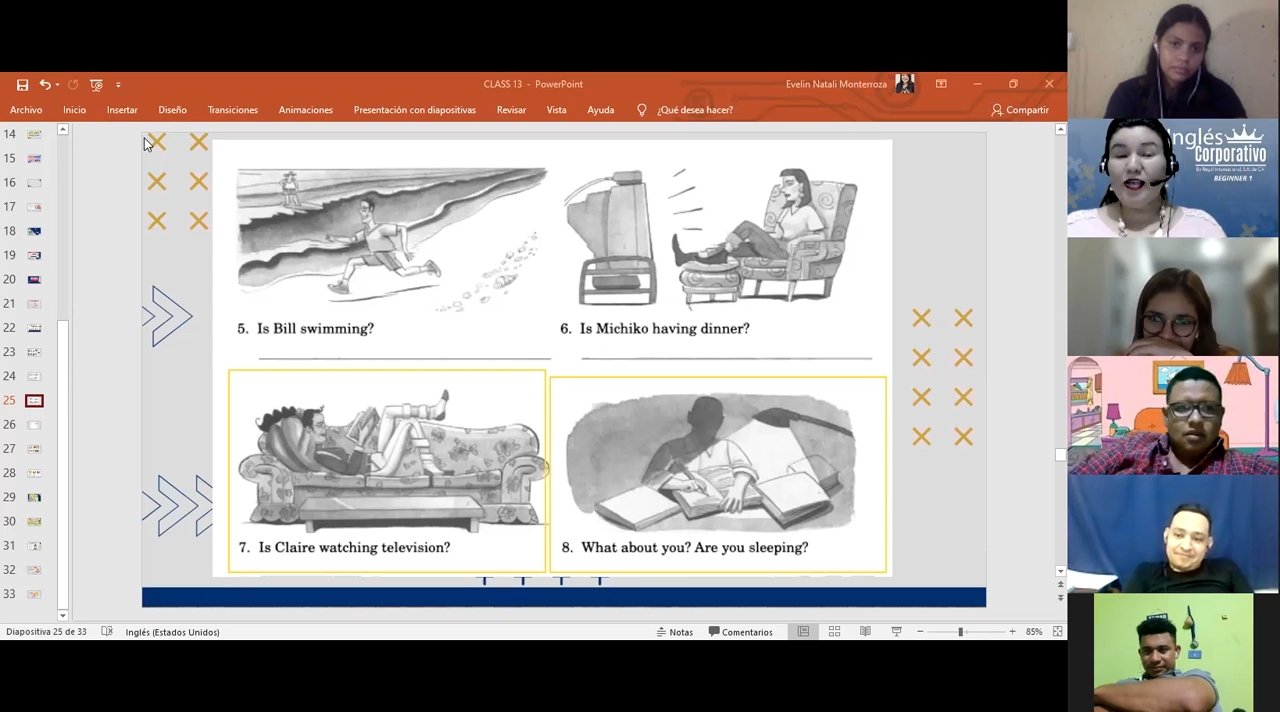 CLASS 13 - PowerPoint
Evelin Natali Monterroza
Archivo Inicio Insertar Diseño Transiciones Animaciones Presentación con diapositivas Revisar Vista Ayuda ¿Qué desea hacer? Compartir
14
15
16
17
18
19
20
21
22
23
24
25
26
27
28
29
30
31
32
33
5. Is Bill swimming?
6. Is Michiko having dinner?
7. Is Claire watching television?
8. What about you? Are you sleeping?
Diapositiva 25 de 33 Inglés (Estados Unidos) Notas Comentarios 85%
Inglés
Corporativo
By Regal International, S.A. de C.V.
BEGINNER 1